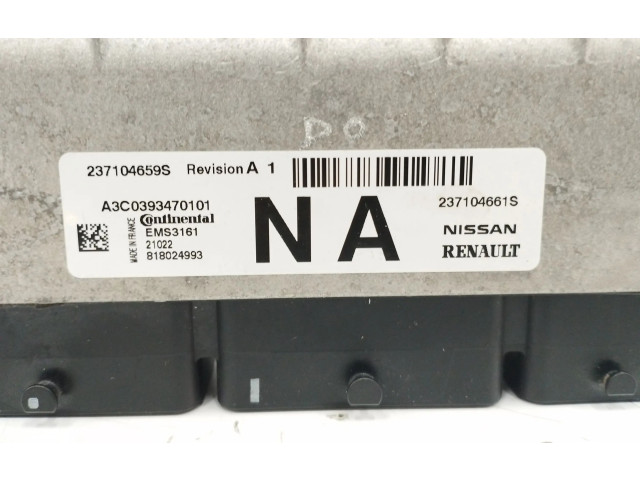 237104659S Revision A 1
A3C0393470101
MADE IN FRANCE
Continental
EMS3161
21022
818024993
NA
237104661S
NISSAN
RENAULT